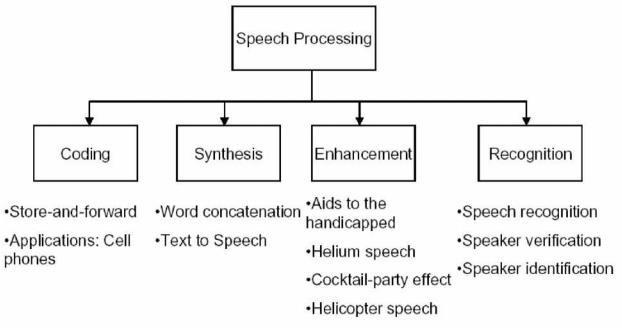 Speech Processing
Coding
Synthesis
Enhancement
Recognition
•Store-and-forward
•Applications: Cell
phones
•Word concatenation
•Text to Speech
•Aids to the
handicapped
•Helium speech
•Cocktail-party effect
•Helicopter speech
•Speech recognition
•Speaker verification
•Speaker identification